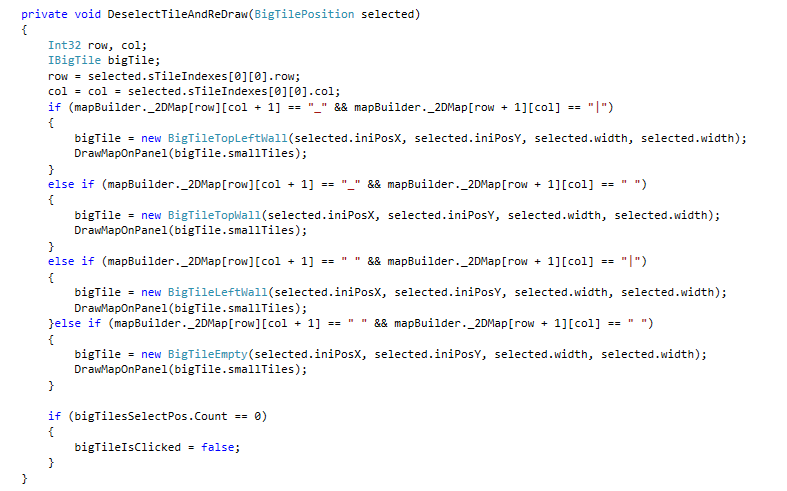 private void DeselectTileAndReDraw(BigTilePosition selected)
{
Int32 row, col;
IBigTile bigTile;
row = selected.sTileIndexes[0][0].row;
col = col = selected.sTileIndexes[0][0].col;
if (mapBuilder._2DMap[row][col + 1] == "_" && mapBuilder._2DMap[row + 1][col] == "|")
{
bigTile = new BigTileTopLeftWall(selected.iniPosX, selected.iniPosY, selected.width, selected.width);
DrawMapOnPanel(bigTile.smallTiles);
}
else if (mapBuilder._2DMap[row][col + 1] == "_" && mapBuilder._2DMap[row + 1][col] == " ")
{
bigTile = new BigTileTopWall(selected.iniPosX, selected.iniPosY, selected.width, selected.width);
DrawMapOnPanel(bigTile.smallTiles);
}
else if (mapBuilder._2DMap[row][col + 1] == " " && mapBuilder._2DMap[row + 1][col] == "|")
{
bigTile = new BigTileLeftWall(selected.iniPosX, selected.iniPosY, selected.width, selected.width);
DrawMapOnPanel(bigTile.smallTiles);
}else if (mapBuilder._2DMap[row][col + 1] == " " && mapBuilder._2DMap[row + 1][col] == " ")
{
bigTile = new BigTileEmpty(selected.iniPosX, selected.iniPosY, selected.width, selected.width);
DrawMapOnPanel(bigTile.smallTiles);
}
if (bigTilesSelectPos.Count == 0)
{
bigTileIsClicked = false;
}
}